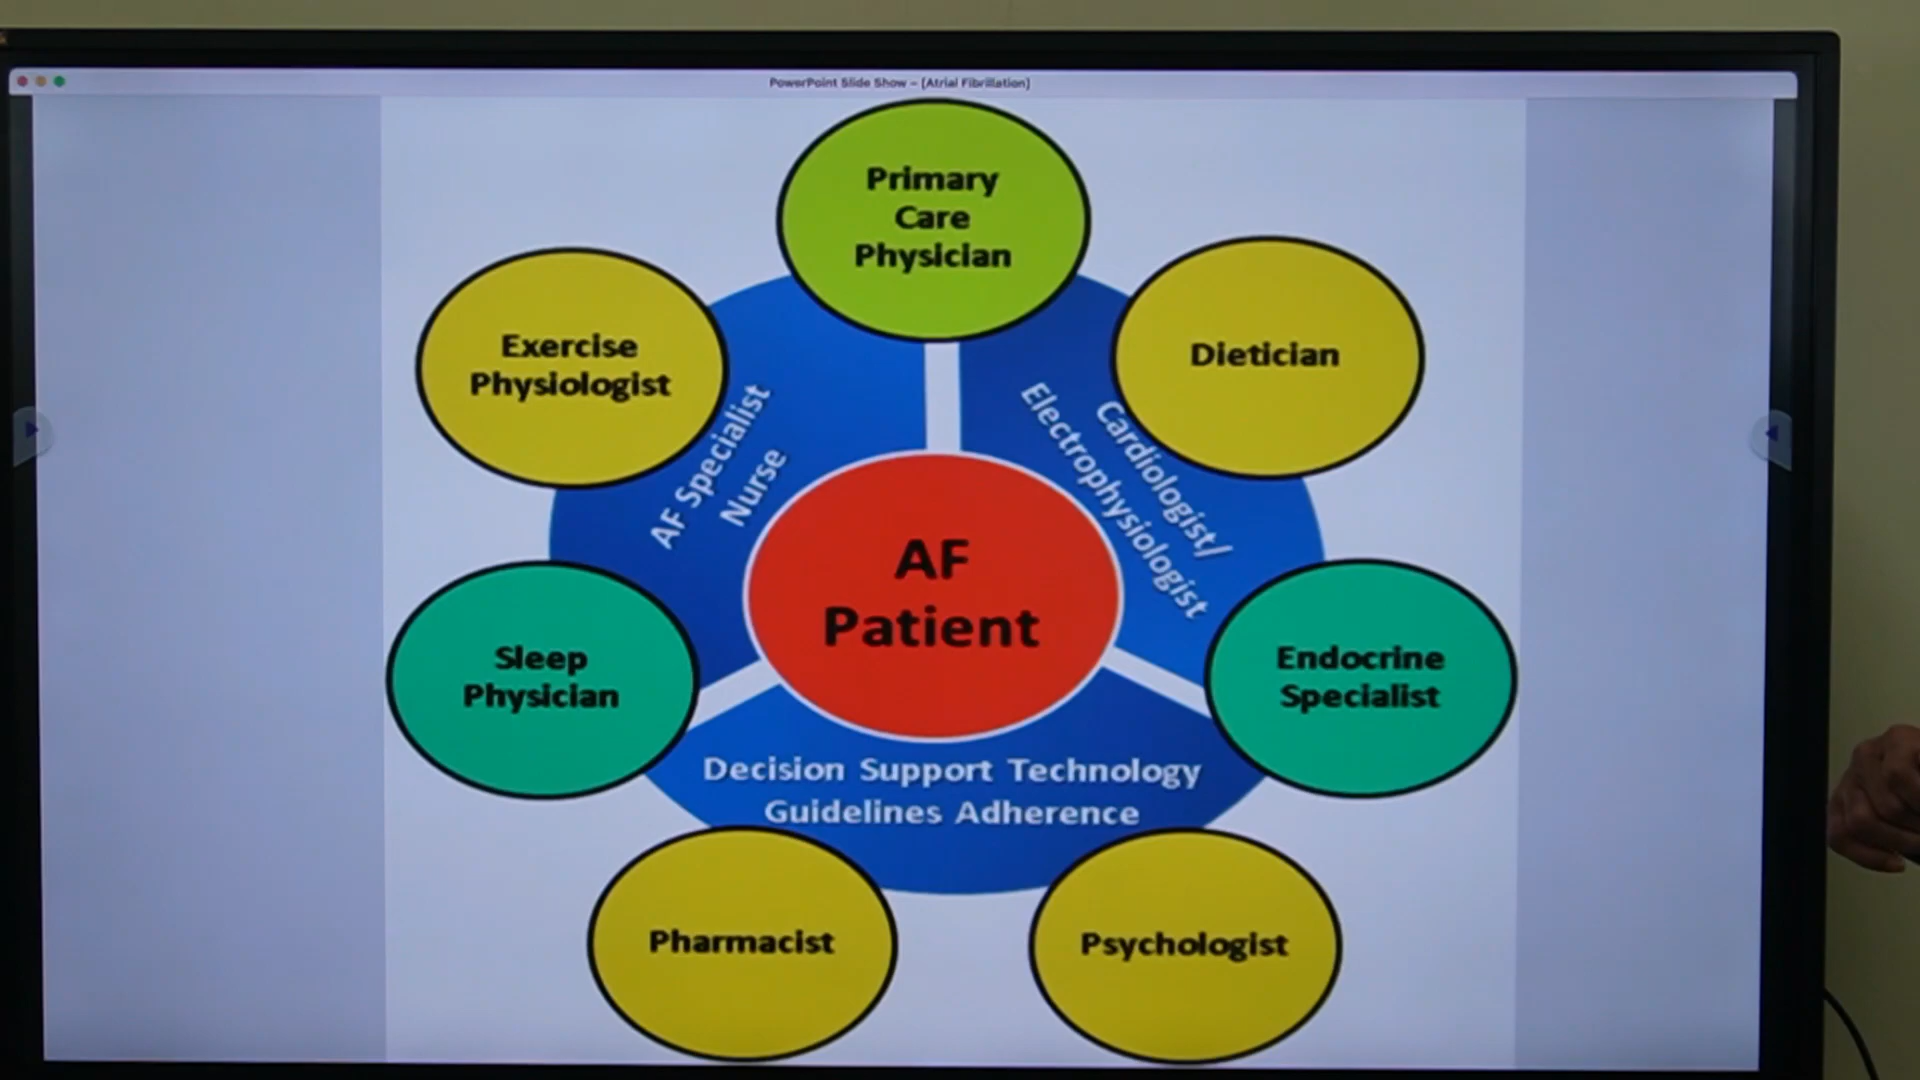 PowerPoint Slide Show – [Atrial Fibrillation]
Primary
Care
Physician
Exercise
Physiologist
Dietician
AF Specialist
Nurse
Cardiologist/
Electrophysiologist
AF
Patient
Sleep
Physician
Endocrine
Specialist
Decision Support Technology
Guidelines Adherence
Pharmacist
Psychologist